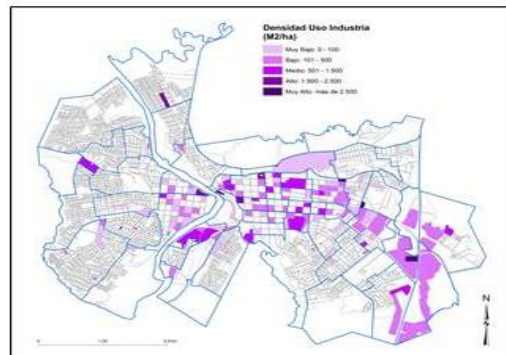 Densidad Uso Industria
(M2/ha)
Muy Bajo: 0 - 100
Bajo: 101 - 500
Medio: 501 - 1.500
Alto: 1.500 - 2.500
Muy Alto: más de 2.500
N
0